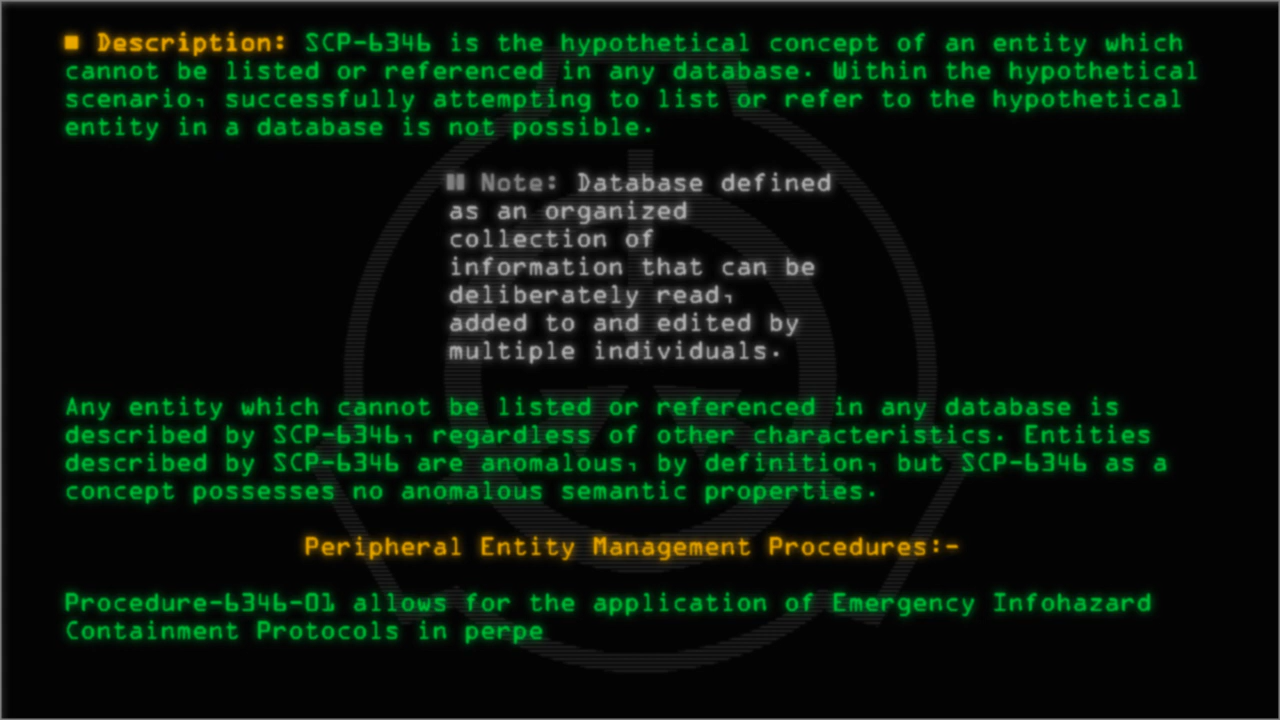 ■ Description: SCP-6346 is the hypothetical concept of an entity which
cannot be listed or referenced in any database. Within the hypothetical
scenario, successfully attempting to list or refer to the hypothetical
entity in a database is not possible.
▮▮ Note: Database defined
as an organized
collection of
information that can be
deliberately read,
added to and edited by
multiple individuals.
Any entity which cannot be listed or referenced in any database is
described by SCP-6346, regardless of other characteristics. Entities
described by SCP-6346 are anomalous, by definition, but SCP-6346 as a
concept possesses no anomalous semantic properties.
Peripheral Entity Management Procedures:-
Procedure-6346-01 allows for the application of Emergency Infohazard
Containment Protocols in perpe